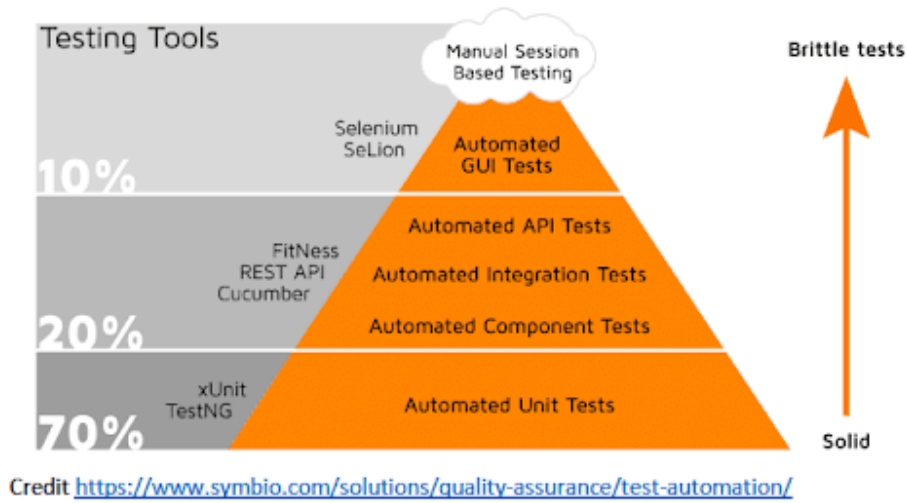 Testing Tools
Manual Session
Based Testing
Brittle tests
Selenium
SeLion
Automated
GUI Tests
10%
Automated API Tests
FitNess
REST API
Cucumber
Automated Integration Tests
Automated Component Tests
20%
xUnit
TestNG
Automated Unit Tests
70%
Solid
Credit https://www.symbio.com/solutions/quality-assurance/test-automation/